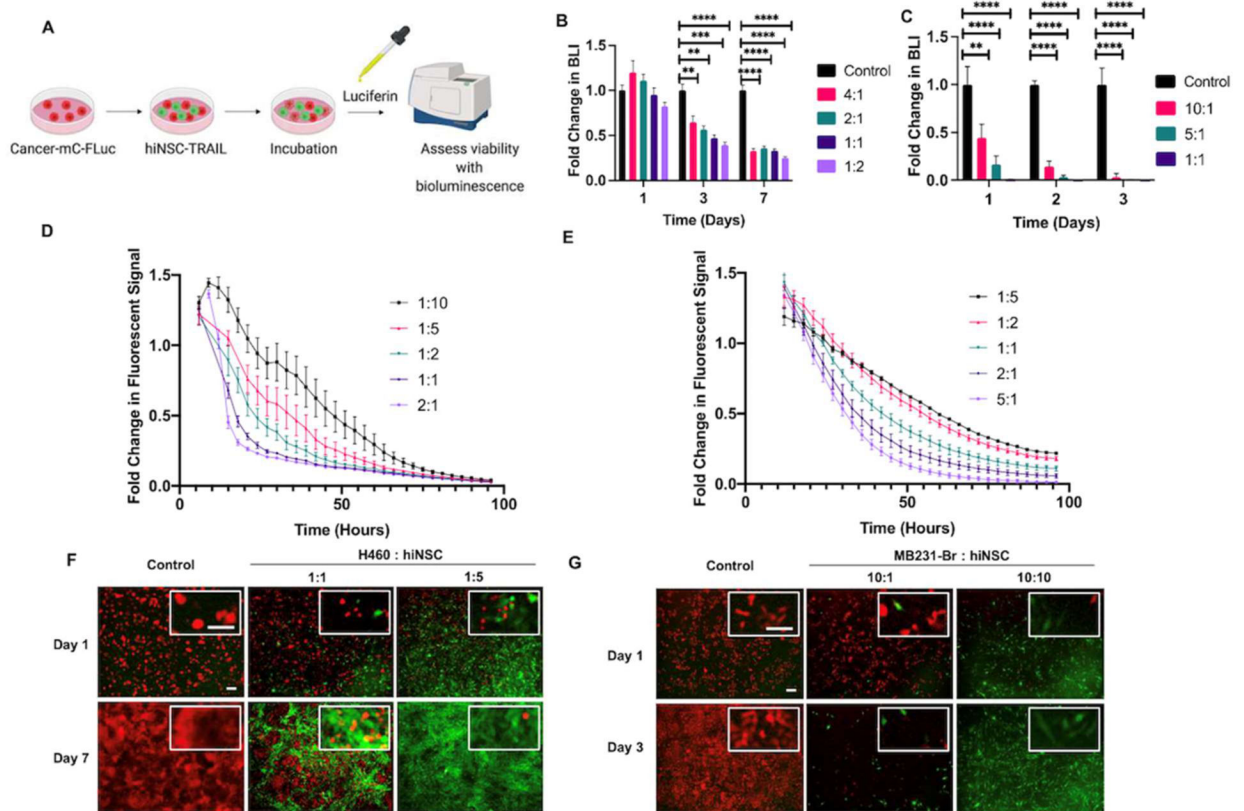 A
Luciferin
Cancer-mC-FLuc
hiNSC-TRAIL
Incubation
Assess viability
with
bioluminescence
B
Fold Change in BLI
1.5
1.0
0.5
0.0
****
***
**
**
****
****
****
****
1
3
7
Time (Days)
Control
4:1
2:1
1:1
1:2
C
Fold Change in BLI
1.5
1.0
0.5
0.0
****
****
**
****
****
****
****
****
****
1
2
3
Time (Days)
Control
10:1
5:1
1:1
D
Fold Change in Fluorescent Signal
1.5
1.0
0.5
0.0
0
50
100
Time (Hours)
1:10
1:5
1:2
1:1
2:1
E
Fold Change in Fluorescent Signal
1.5
1.0
0.5
0.0
0
50
100
Time (Hours)
1:5
1:2
1:1
2:1
5:1
F
Control
H460 : hiNSC
1:1
1:5
Day 1
Day 7
G
Control
MB231-Br : hiNSC
10:1
10:10
Day 1
Day 3